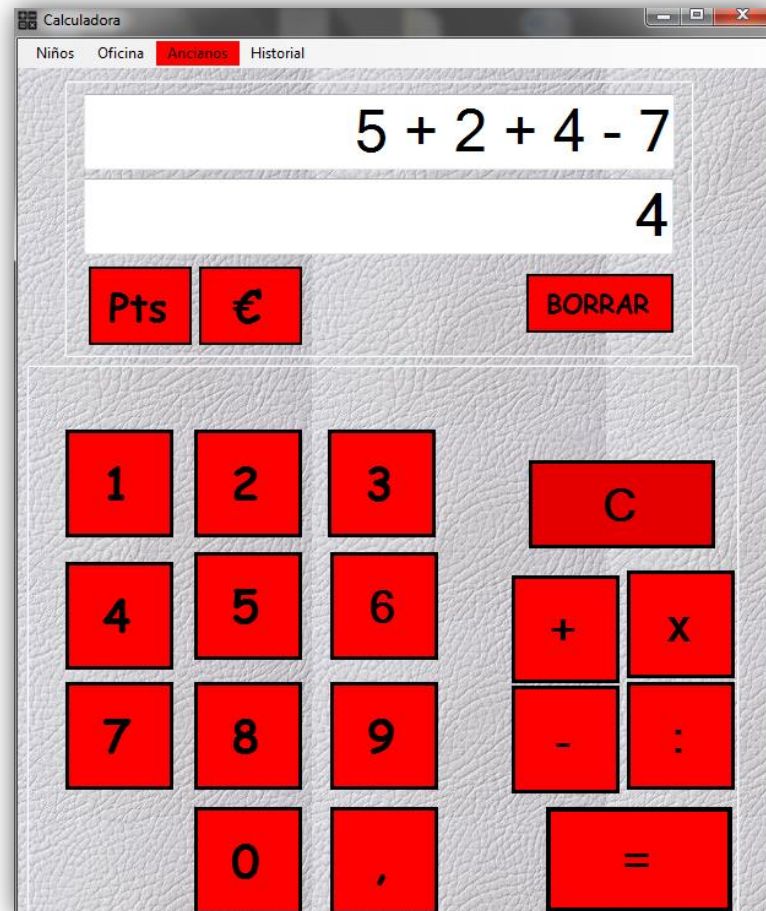 Calculadora
Niños Oficina Ancianos Historial
5 + 2 + 4 - 7
4
Pts € BORRAR
1 2 3
C
4 5 6
+ x
7 8 9
- :
0 , =